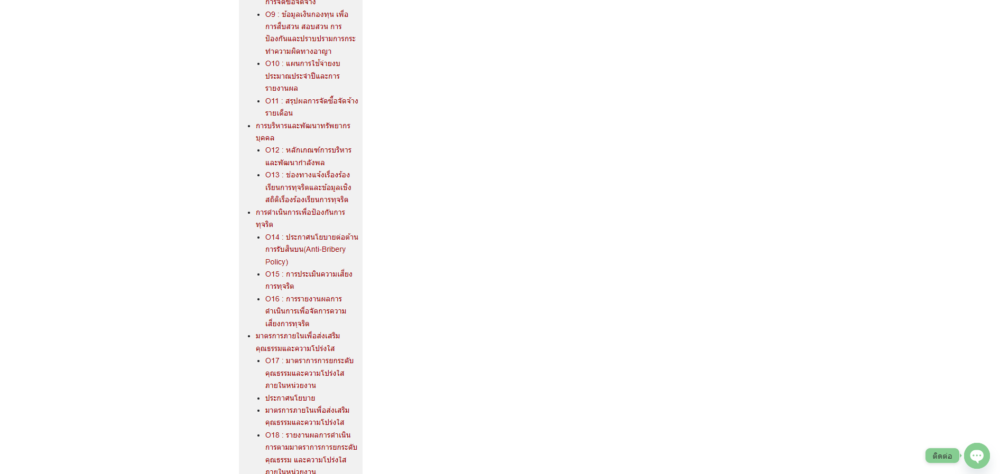 การจัดซื้อจัดจ้าง
O9 : ข้อมูลเงินกองทุน เพื่อ
การสืบสวน สอบสวน การ
ป้องกันและปราบปรามการกระ
ทำความผิดทางอาญา
O10 : แผนการใช้จ่ายงบ
ประมาณประจำปีและการ
รายงานผล
O11 : สรุปผลการจัดซื้อจัดจ้าง
รายเดือน
การบริหารและพัฒนาทรัพยากร
บุคคล
O12 : หลักเกณฑ์การบริหาร
และพัฒนากำลังพล
O13 : ช่องทางแจ้งเรื่องร้อง
เรียนการทุจริตและข้อมูลเชิง
สถิติเรื่องร้องเรียนการทุจริต
การดำเนินการเพื่อป้องกันการ
ทุจริต
O14 : ประกาศนโยบายต่อต้าน
การรับสินบน(Anti-Bribery
Policy)
O15 : การประเมินความเสี่ยง
การทุจริต
O16 : การรายงานผลการ
ดำเนินการเพื่อจัดการความ
เสี่ยงการทุจริต
มาตรการภายในเพื่อส่งเสริม
คุณธรรมและความโปร่งใส
O17 : มาตราการการยกระดับ
คุณธรรมและความโปร่งใส
ภายในหน่วยงาน
ประกาศนโยบาย
มาตรการภายในเพื่อส่งเสริม
คุณธรรมและความโปร่งใส
O18 : รายงานผลการดำเนิน
การตามมาตราการการยกระดับ
คุณธรรม และความโปร่งใส
ภายในหน่วยงาน
ติดต่อ